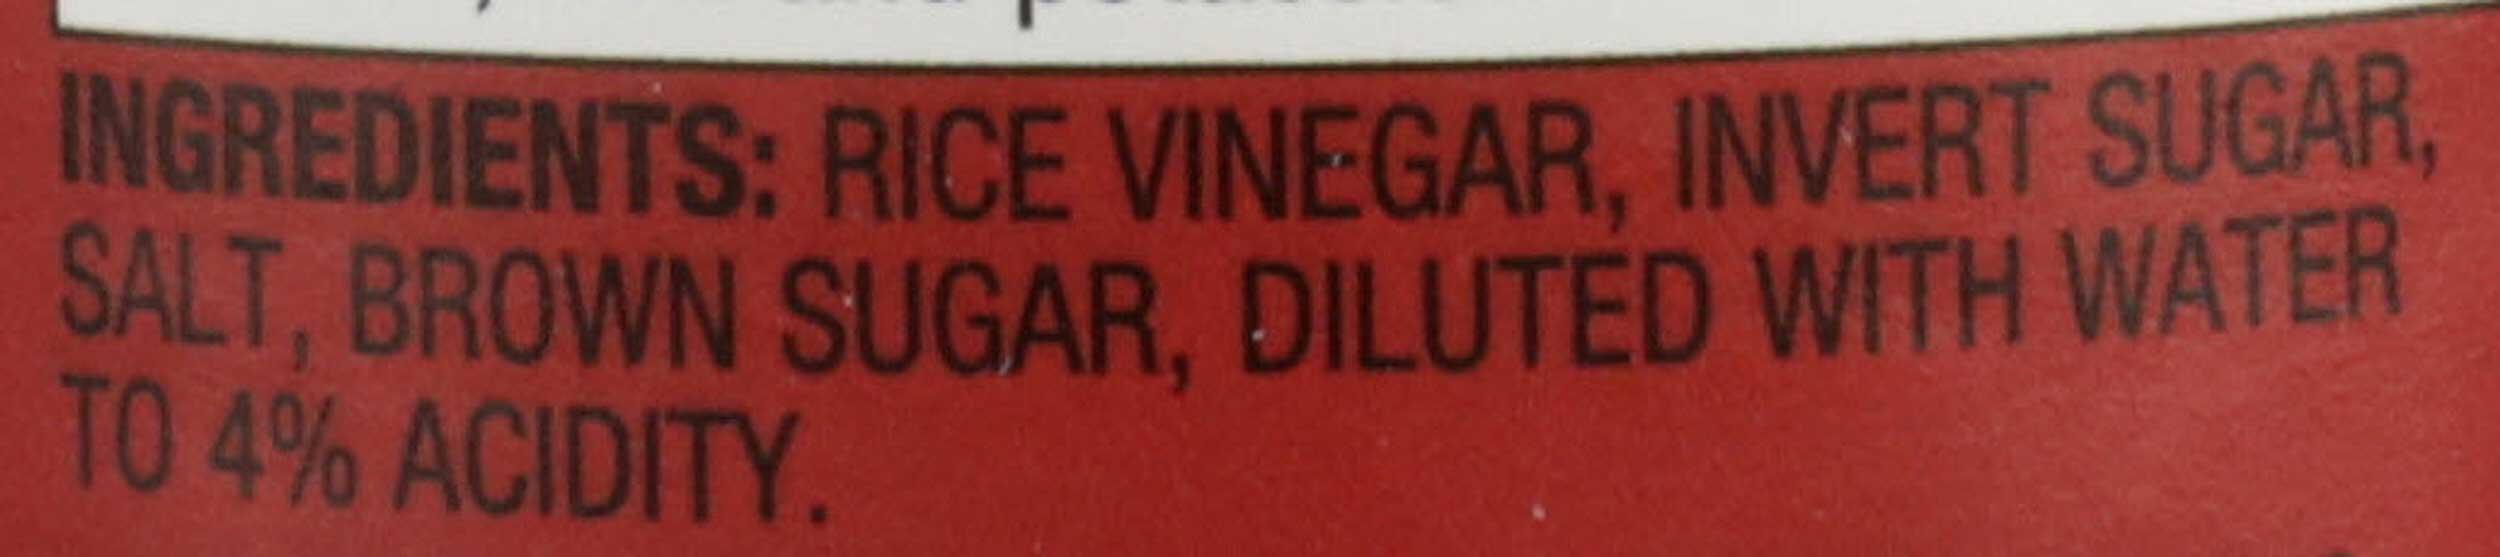 INGREDIENTS: RICE VINEGAR, INVERT SUGAR,
SALT, BROWN SUGAR, DILUTED WITH WATER
TO 4% ACIDITY.